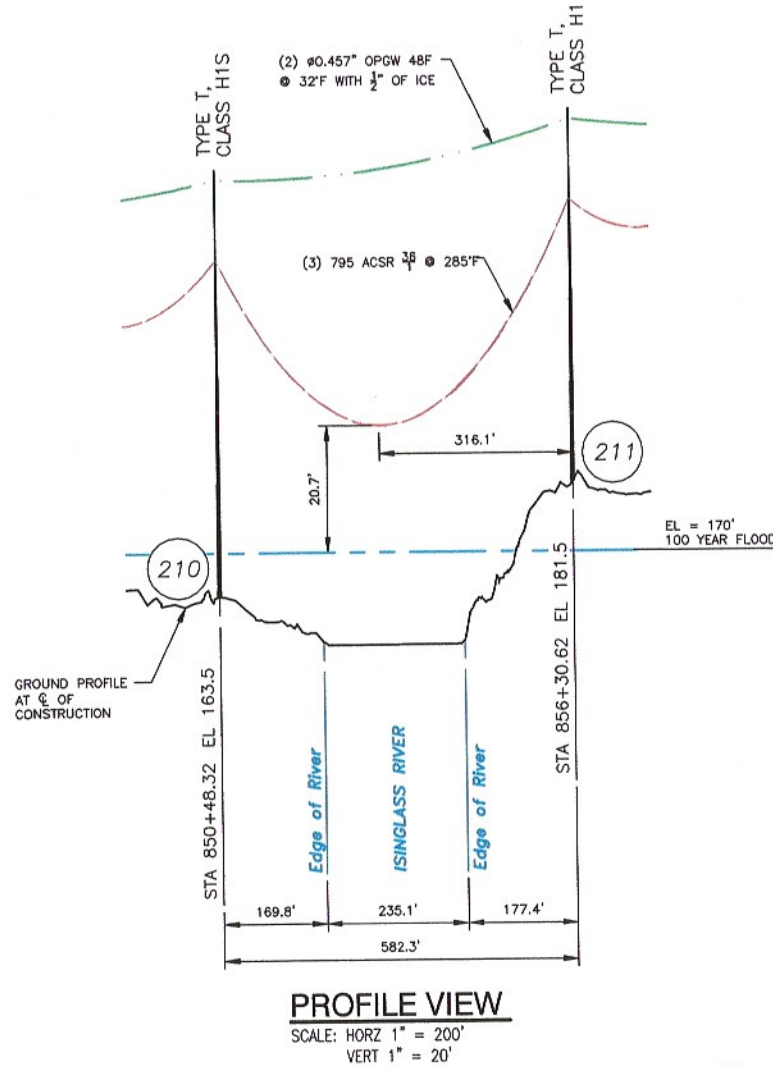 TYPE T,
CLASS H1S
(2) ø0.457" OPGW 48F
@ 32°F WITH ½" OF ICE
TYPE T,
CLASS H1
(3) 795 ACSR 36/1 @ 285°F
316.1'
211
20.7'
EL = 170'
100 YEAR FLOOD
210
GROUND PROFILE
AT ℄ OF
CONSTRUCTION
STA 850+48.32 EL 163.5
Edge of River
ISINGLASS RIVER
Edge of River
STA 856+30.62 EL 181.5
169.8'
235.1'
177.4'
582.3'
PROFILE VIEW
SCALE: HORZ 1" = 200'
VERT 1" = 20'